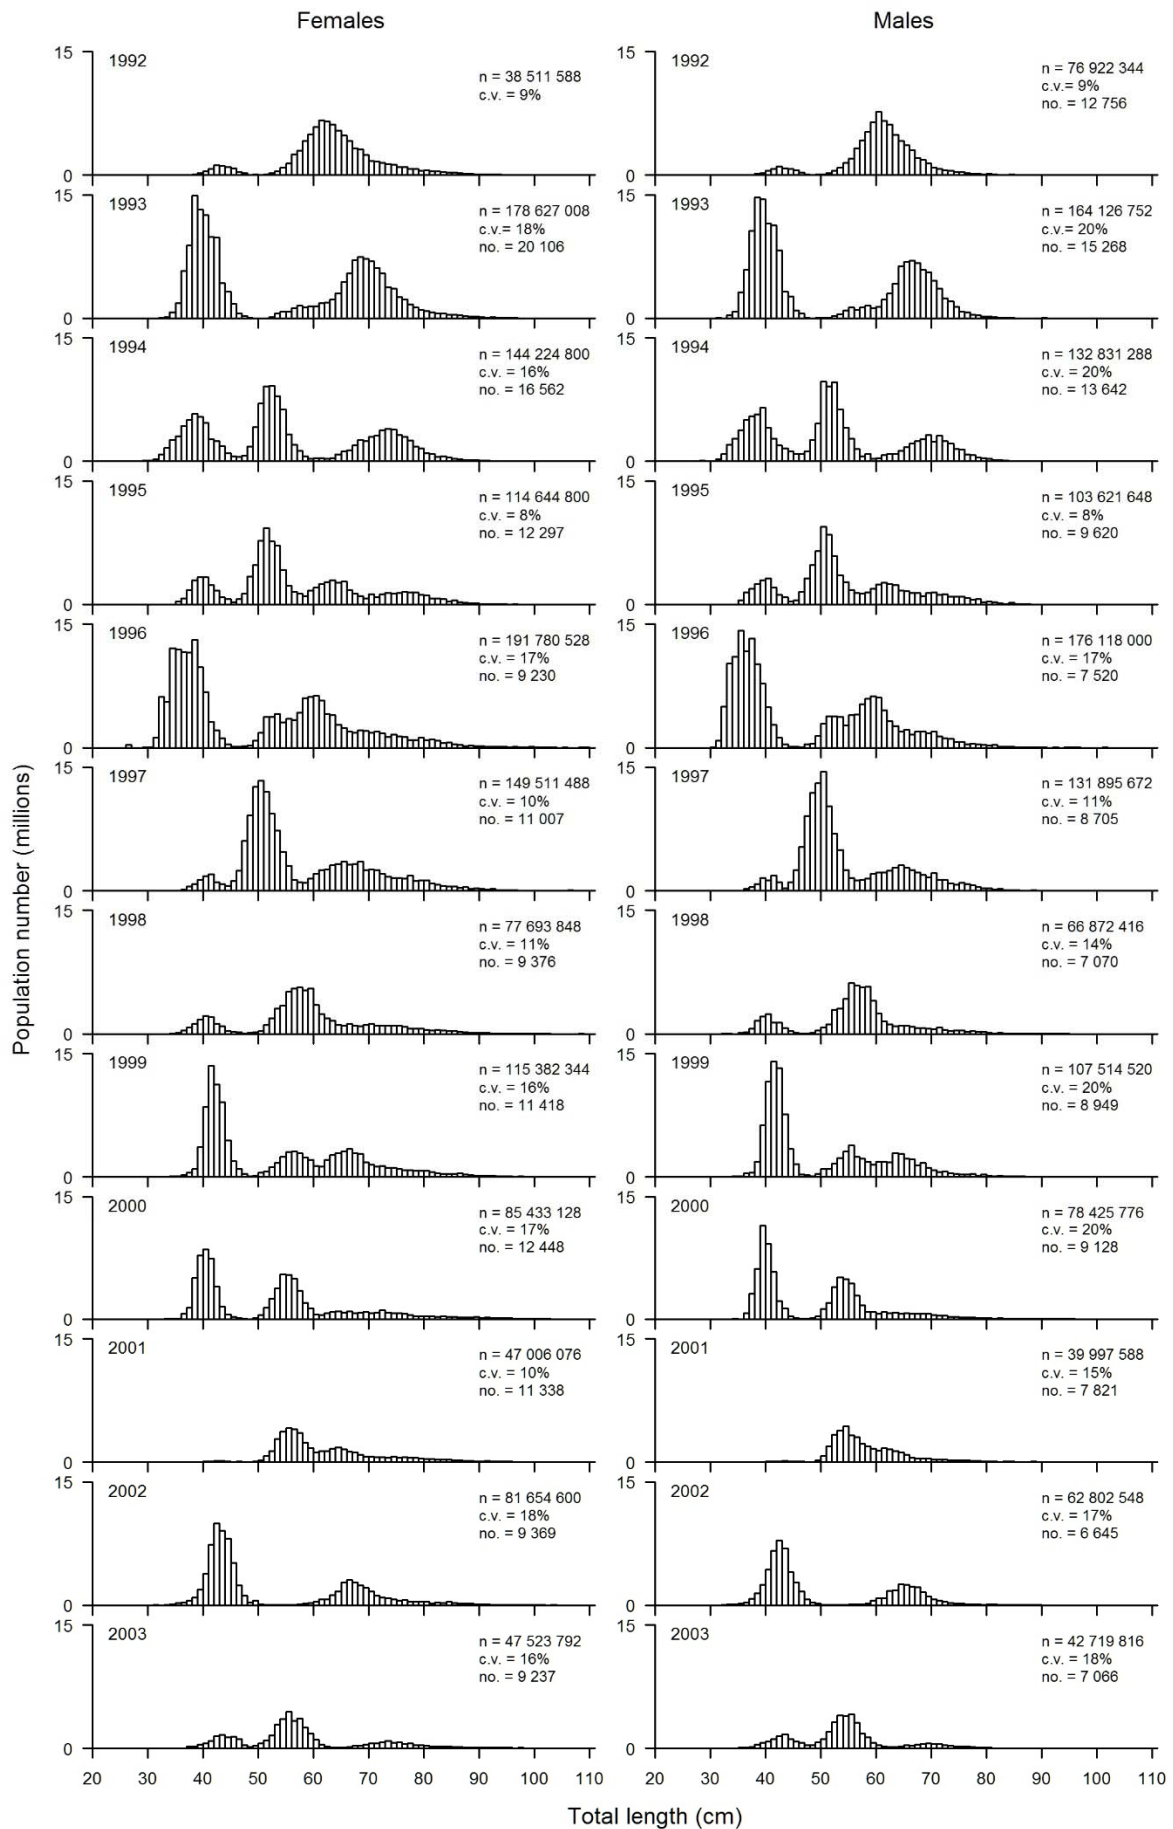 Females
Males
15
0
1992
n = 38 511 588
c.v. = 9%
15
0
1992
n = 76 922 344
c.v.= 9%
no. = 12 756
15
0
1993
n = 178 627 008
c.v.= 18%
no. = 20 106
15
0
1993
n = 164 126 752
c.v.= 20%
no. = 15 268
15
0
1994
n = 144 224 800
c.v. = 16%
no. = 16 562
15
0
1994
n = 132 831 288
c.v. = 20%
no. = 13 642
15
0
1995
n = 114 644 800
c.v. = 8%
no. = 12 297
15
0
1995
n = 103 621 648
c.v. = 8%
no. = 9 620
15
0
1996
n = 191 780 528
c.v. = 17%
no. = 9 230
15
0
1996
n = 176 118 000
c.v. = 17%
no. = 7 520
15
0
1997
n = 149 511 488
c.v. = 10%
no. = 11 007
15
0
1997
n = 131 895 672
c.v. = 11%
no. = 8 705
15
0
1998
n = 77 693 848
c.v. = 11%
no. = 9 376
15
0
1998
n = 66 872 416
c.v. = 14%
no. = 7 070
15
0
1999
n = 115 382 344
c.v. = 16%
no. = 11 418
15
0
1999
n = 107 514 520
c.v. = 20%
no. = 8 949
15
0
2000
n = 85 433 128
c.v. = 17%
no. = 12 448
15
0
2000
n = 78 425 776
c.v. = 20%
no. = 9 128
15
0
2001
n = 47 006 076
c.v. = 10%
no. = 11 338
15
0
2001
n = 39 997 588
c.v. = 15%
no. = 7 821
15
0
2002
n = 81 654 600
c.v. = 18%
no. = 9 369
15
0
2002
n = 62 802 548
c.v. = 17%
no. = 6 645
15
0
2003
n = 47 523 792
c.v. = 16%
no. = 9 237
15
0
2003
n = 42 719 816
c.v. = 18%
no. = 7 066
20 30 40 50 60 70 80 90 100 110
20 30 40 50 60 70 80 90 100 110
Total length (cm)
Population number (millions)